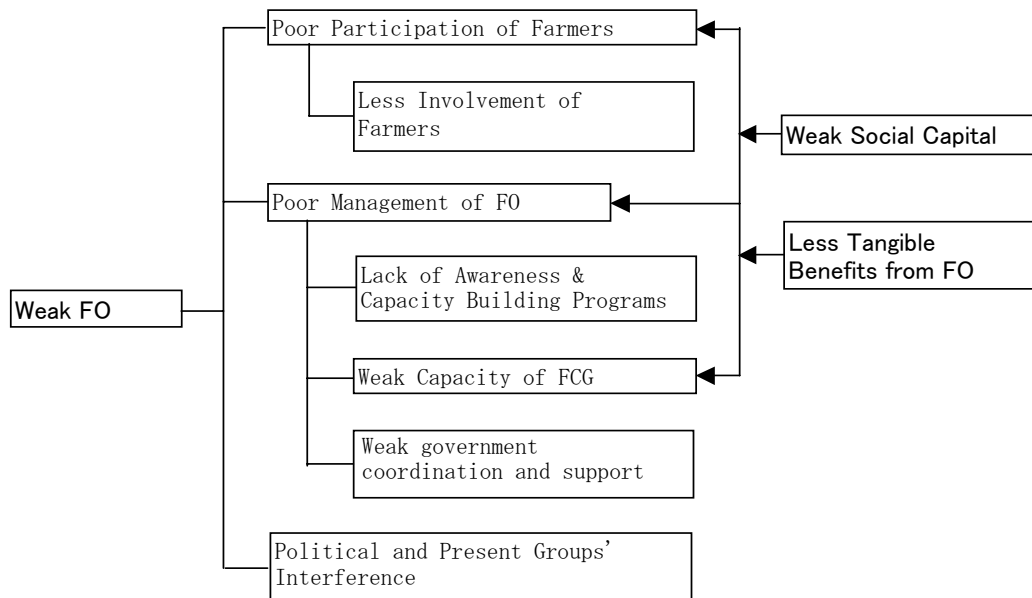 Poor Participation of Farmers
Less Involvement of
Farmers
Weak Social Capital
Poor Management of FO
Less Tangible
Benefits from FO
Lack of Awareness &
Capacity Building Programs
Weak FO
Weak Capacity of FCG
Weak government
coordination and support
Political and Present Groups'
Interference